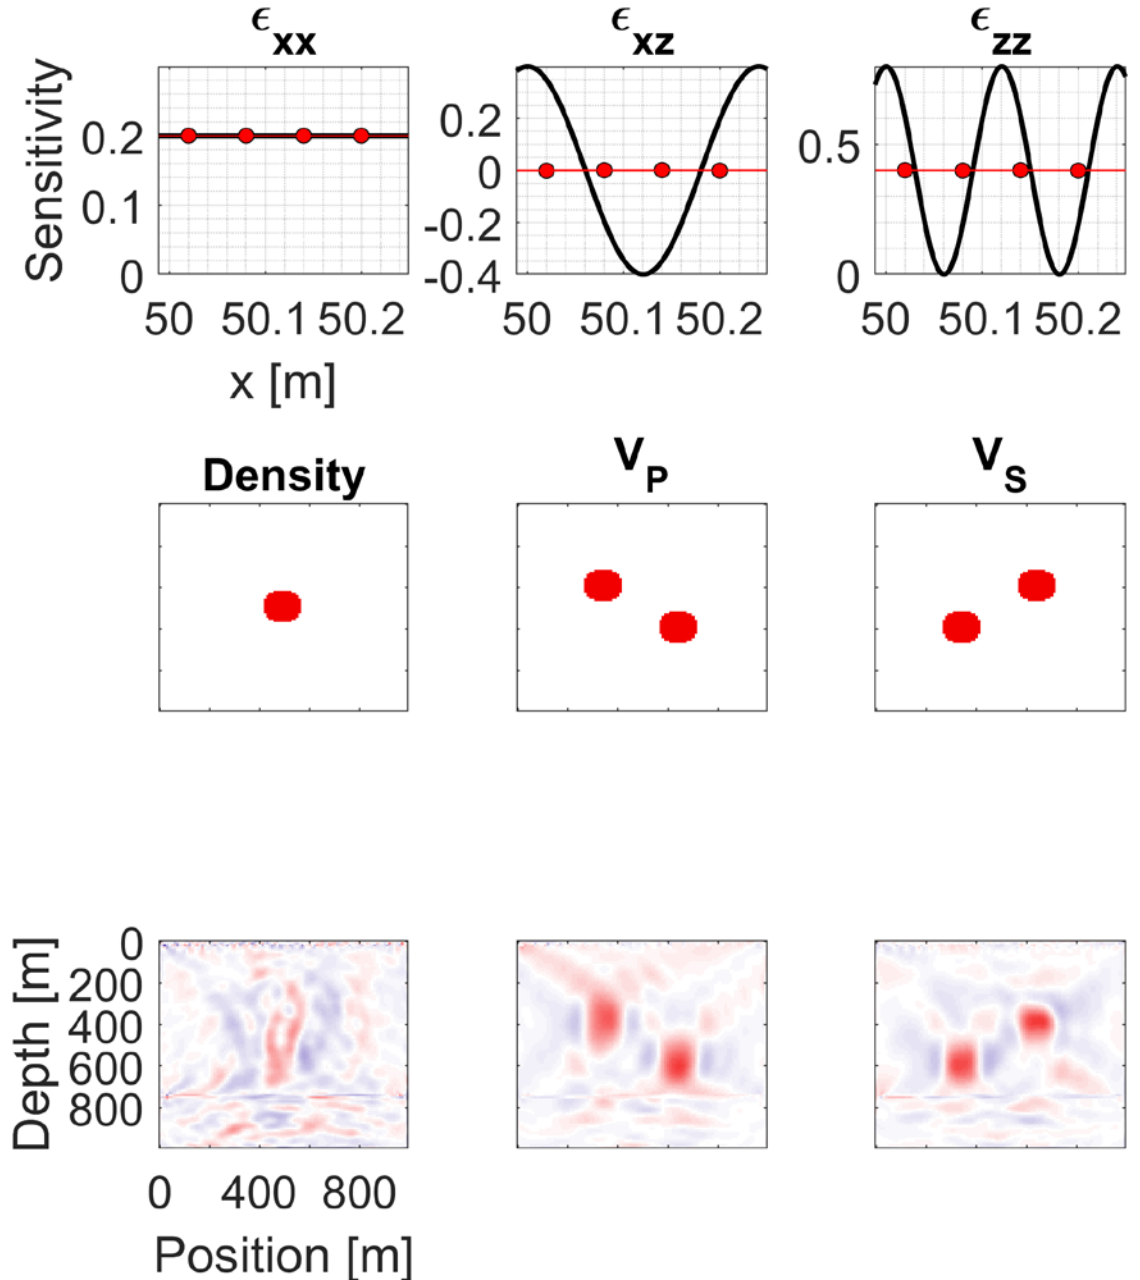 ϵxx ϵxz ϵzz
Sensitivity
0.2
0.1
0
0.2
0
-0.2
-0.4
0.5
0
50 50.1 50.2 50 50.1 50.2 50 50.1 50.2
x [m]
Density VP VS
Depth [m]
0
200
400
600
800
0 400 800
Position [m]